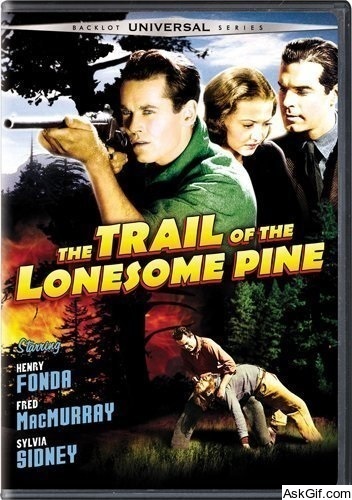 BACKLOT UNIVERSAL SERIES
THE TRAIL OF THE
LONESOME PINE
Starring
HENRY
FONDA
FRED
MACMURRAY
SYLVIA
SIDNEY
AskGif.com